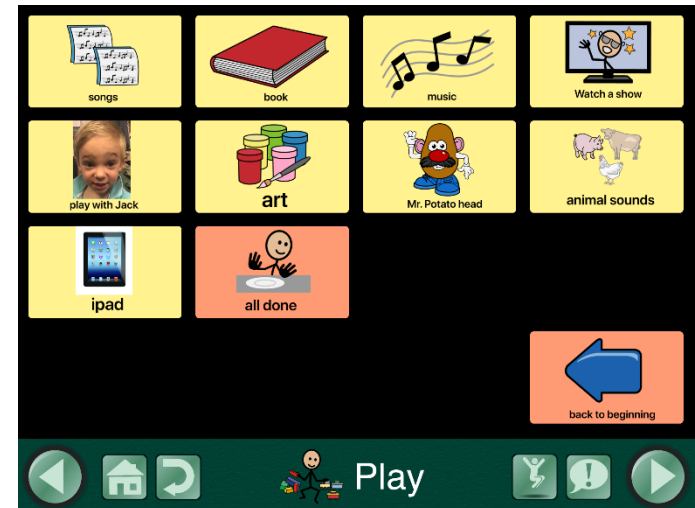 songs
book
music
Watch a show
play with Jack
art
Mr. Potato head
animal sounds
ipad
all done
back to beginning
Play